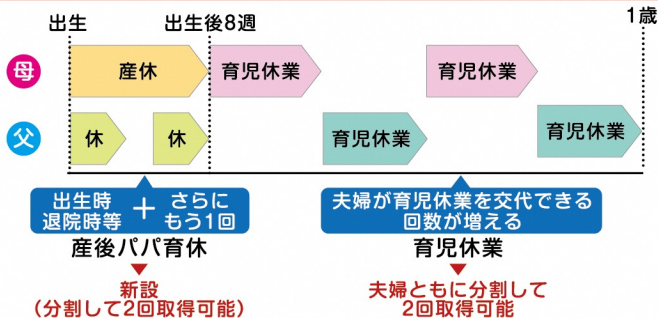 出生
出生後8週
1歳
母
産休
育児休業
育児休業
父
休
休
育児休業
育児休業
出生時
退院時等
＋
さらに
もう1回
夫婦が育児休業を交代できる
回数が増える
産後パパ育休
育児休業
新設
（分割して2回取得可能）
夫婦ともに分割して
2回取得可能